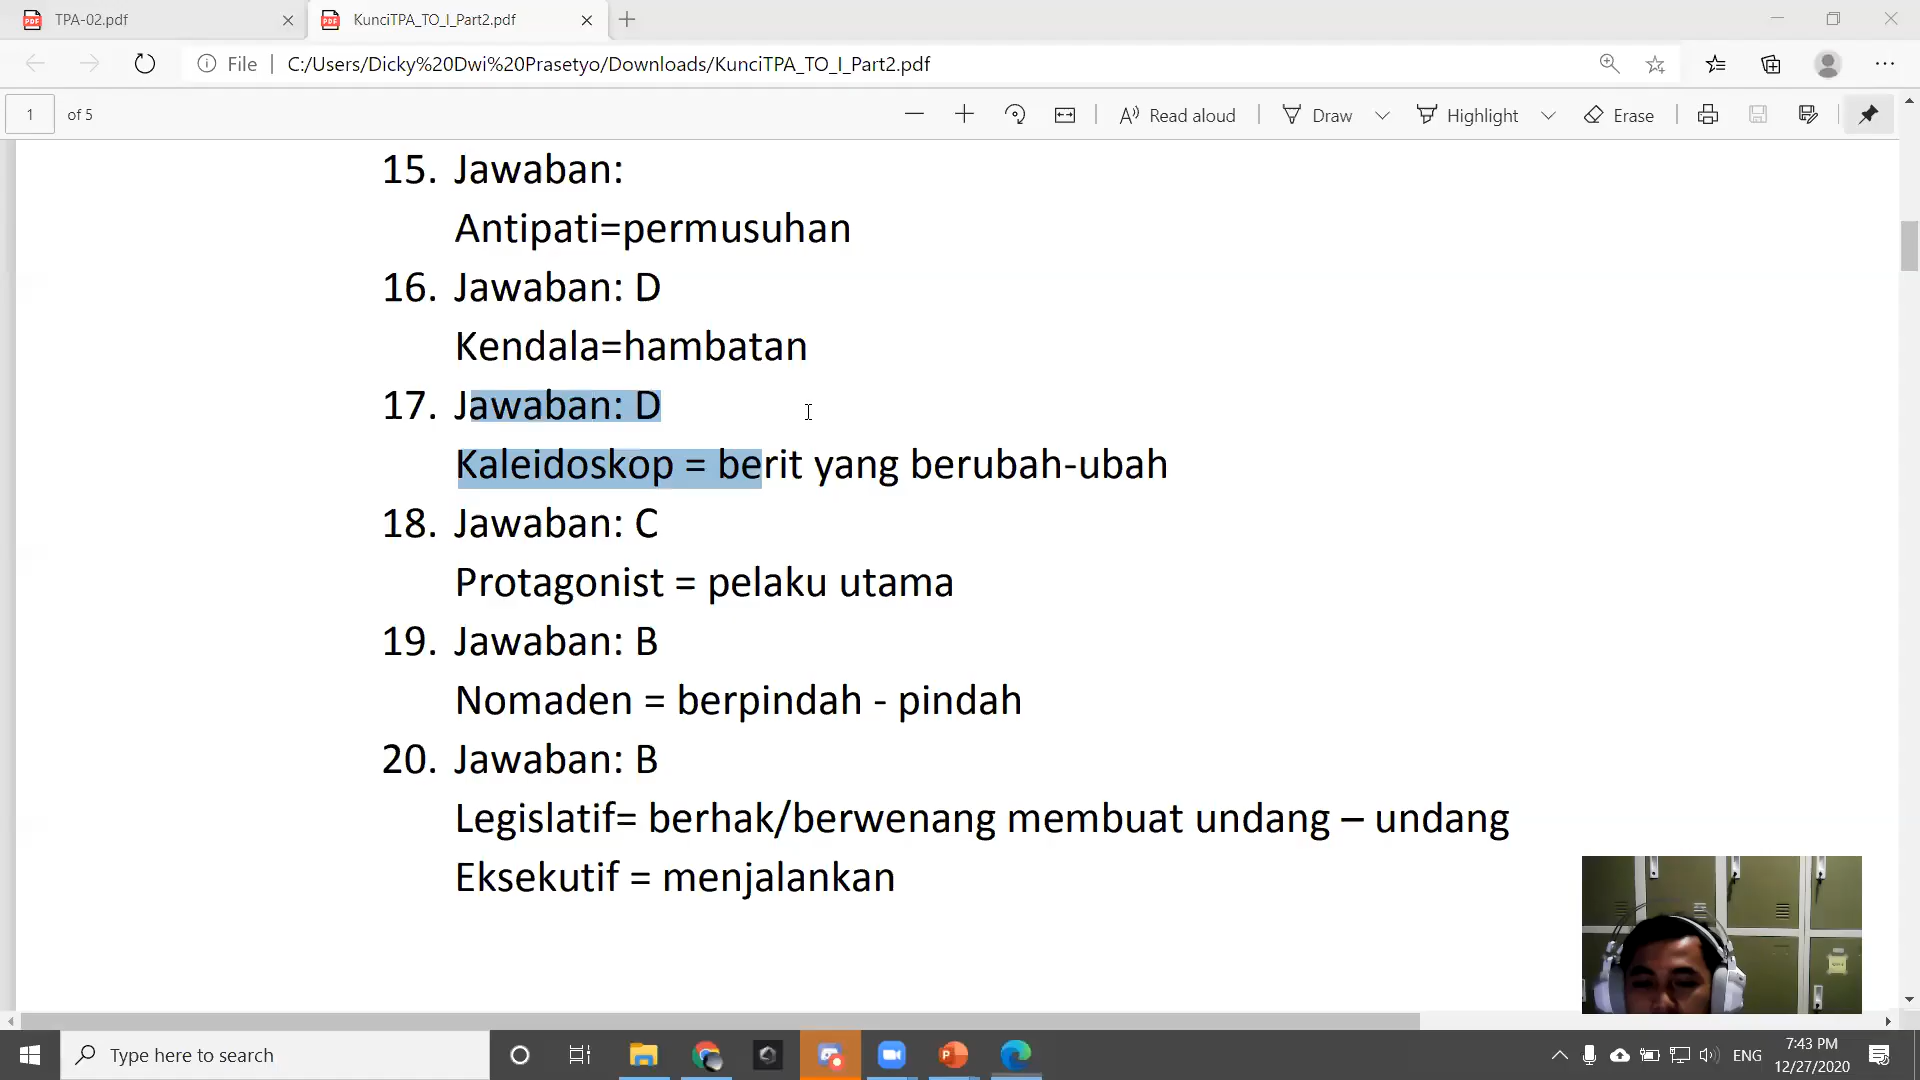 TPA-02.pdf
KunciTPA_TO_I_Part2.pdf
File
C:/Users/Dicky%20Dwi%20Prasetyo/Downloads/KunciTPA_TO_I_Part2.pdf
1 of 5
Read aloud
Draw
Highlight
Erase
15. Jawaban:
Antipati=permusuhan
16. Jawaban: D
Kendala=hambatan
17. Jawaban: D
Kaleidoskop = berit yang berubah-ubah
18. Jawaban: C
Protagonist = pelaku utama
19. Jawaban: B
Nomaden = berpindah - pindah
20. Jawaban: B
Legislatif= berhak/berwenang membuat undang – undang
Eksekutif = menjalankan
Type here to search
ENG
7:43 PM
12/27/2020